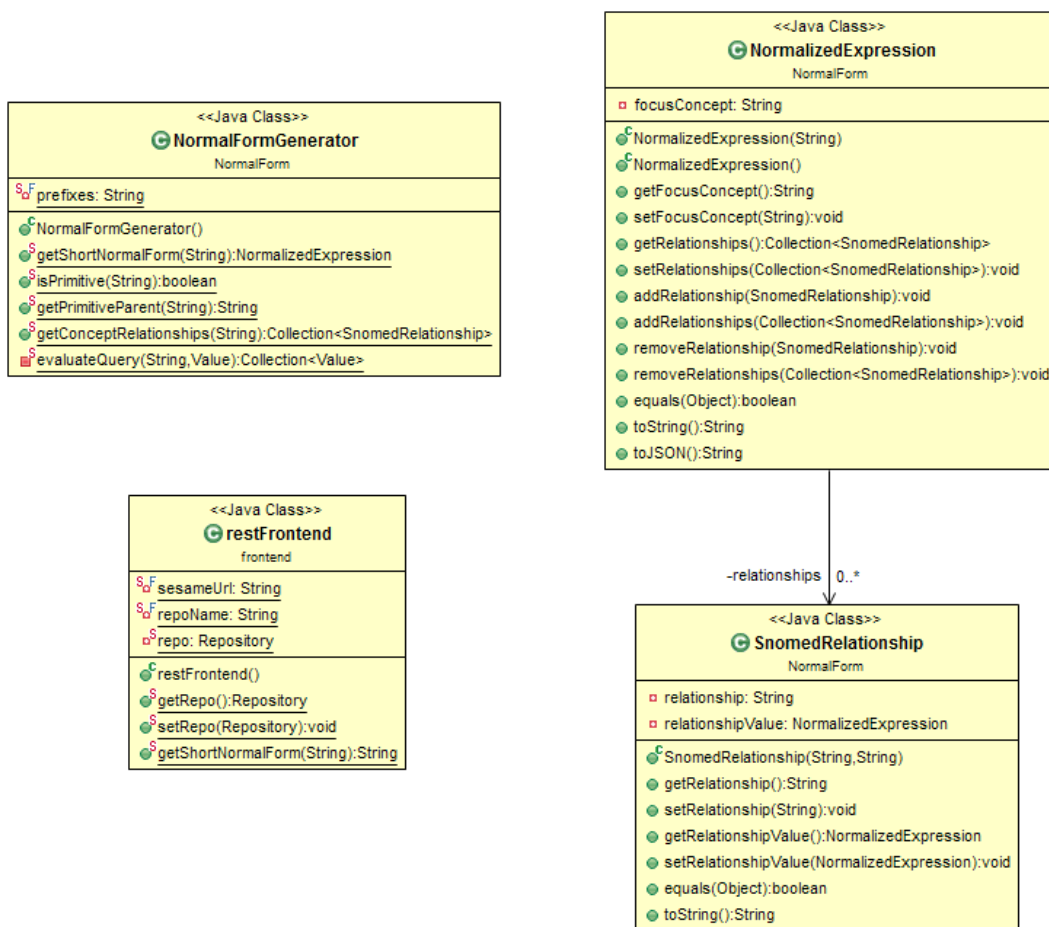 <<Java Class>>
NormalFormGenerator
NormalForm
prefixes: String
NormalFormGenerator()
getShortNormalForm(String):NormalizedExpression
isPrimitive(String):boolean
getPrimitiveParent(String):String
getConceptRelationships(String):Collection<SnomedRelationship>
evaluateQuery(String,Value):Collection<Value>
<<Java Class>>
NormalizedExpression
NormalForm
focusConcept: String
NormalizedExpression(String)
NormalizedExpression()
getFocusConcept():String
setFocusConcept(String):void
getRelationships():Collection<SnomedRelationship>
setRelationships(Collection<SnomedRelationship>):void
addRelationship(SnomedRelationship):void
addRelationships(Collection<SnomedRelationship>):void
removeRelationship(SnomedRelationship):void
removeRelationships(Collection<SnomedRelationship>):void
equals(Object):boolean
toString():String
toJSON():String
<<Java Class>>
restFrontend
frontend
sesameUrl: String
repoName: String
repo: Repository
restFrontend()
getRepo():Repository
setRepo(Repository):void
getShortNormalForm(String):String
-relationships 0..*
<<Java Class>>
SnomedRelationship
NormalForm
relationship: String
relationshipValue: NormalizedExpression
SnomedRelationship(String,String)
getRelationship():String
setRelationship(String):void
getRelationshipValue():NormalizedExpression
setRelationshipValue(NormalizedExpression):void
equals(Object):boolean
toString():String